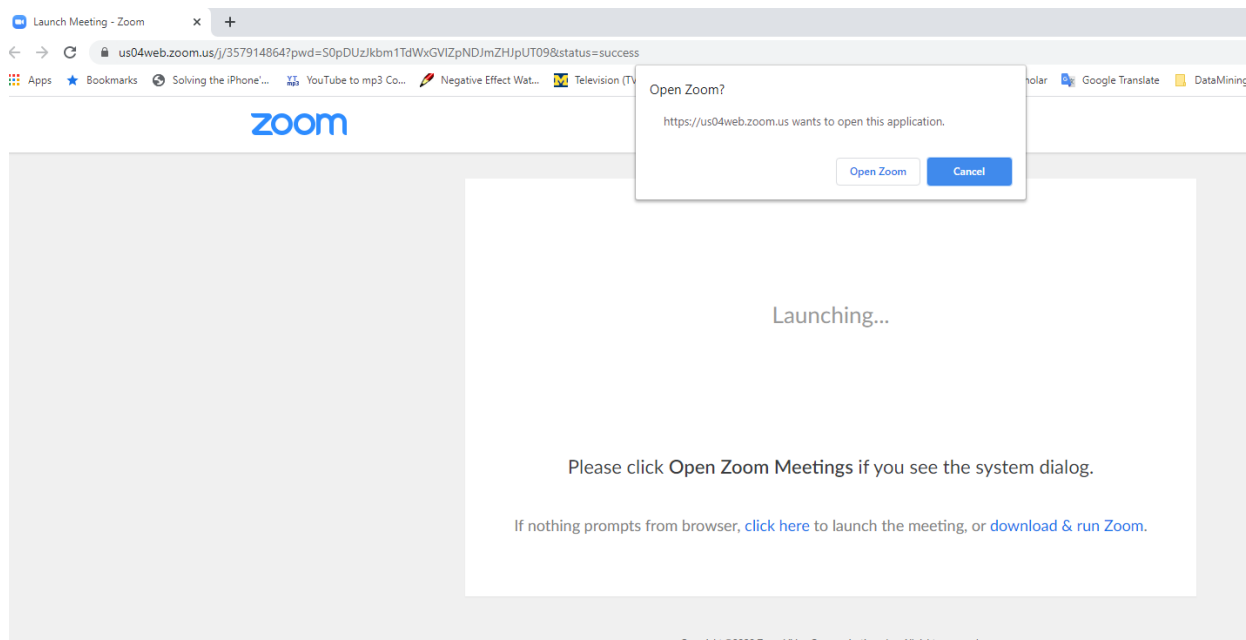 Launch Meeting - Zoom
us04web.zoom.us/j/357914864?pwd=S0pDUzJkbm1TdWxGVlZpNDJmZHJpUT09&status=success
Apps Bookmarks Solving the iPhone'... YouTube to mp3 Co... Negative Effect Wat... Television (TV Google Translate DataMining
zoom
Open Zoom?
https://us04web.zoom.us wants to open this application.
Open Zoom Cancel
Launching...
Please click Open Zoom Meetings if you see the system dialog.
If nothing prompts from browser, click here to launch the meeting, or download & run Zoom.